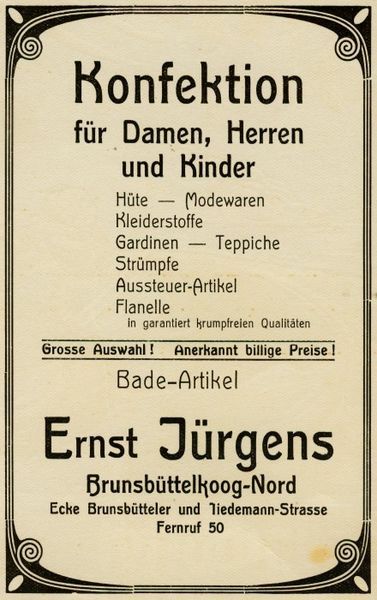 Konfektion
für Damen, Herren
und Kinder
Hüte — Modewaren
Kleiderstoffe
Gardinen — Teppiche
Strümpfe
Aussteuer-Artikel
Flanelle
in garantiert krumpfreien Qualitäten
Grosse Auswahl! Anerkannt billige Preise!
Bade-Artikel
Ernst Jürgens
Brunsbüttelkoog-Nord
Ecke Brunsbütteler und Tiedemann-Strasse
Fernruf 50